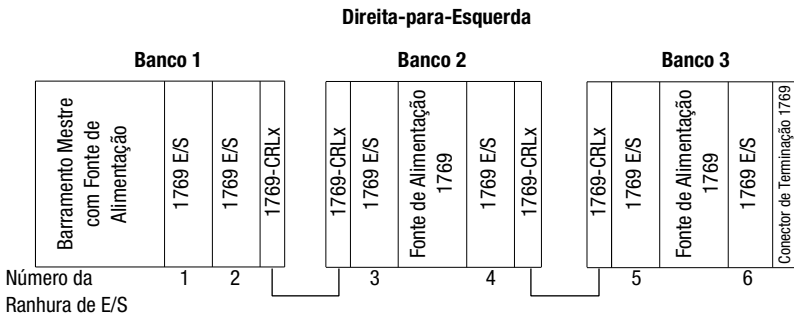 Direita-para-Esquerda
Banco 1
Banco 2
Banco 3
Barramento Mestre
com Fonte de
Alimentação
1769 E/S
1769 E/S
1769-CRLx
1769-CRLx
1769 E/S
Fonte de Alimentação
1769
1769 E/S
1769-CRLx
1769-CRLx
1769 E/S
Fonte de Alimentação
1769
1769 E/S
Conector de Terminação 1769
Número da
Ranhura de E/S
1
2
3
4
5
6